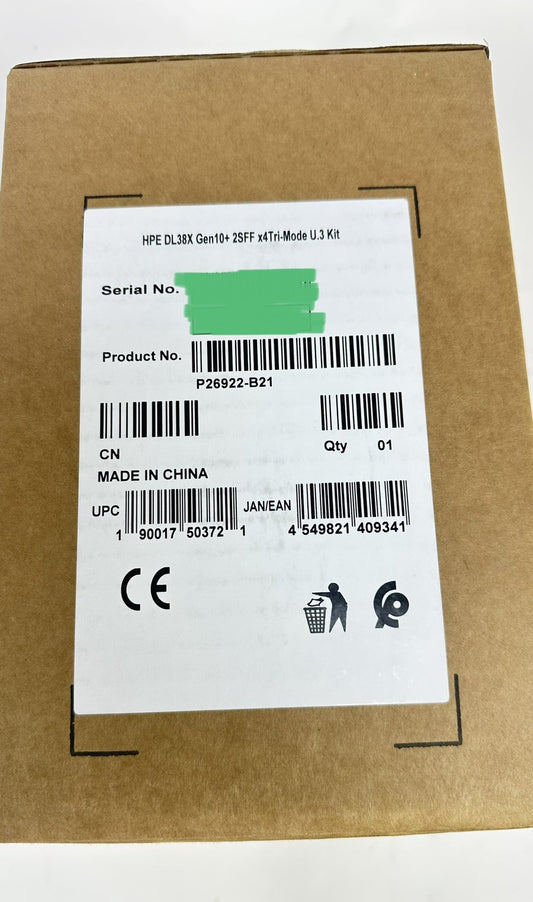 HPE DL38X Gen10+ 2SFF x4Tri-Mode U.3 Kit
Serial No.
Product No.
P26922-B21
CN
Qty 01
MADE IN CHINA
UPC 1 90017 50372 1 JAN/EAN 4 549821 409341
CE